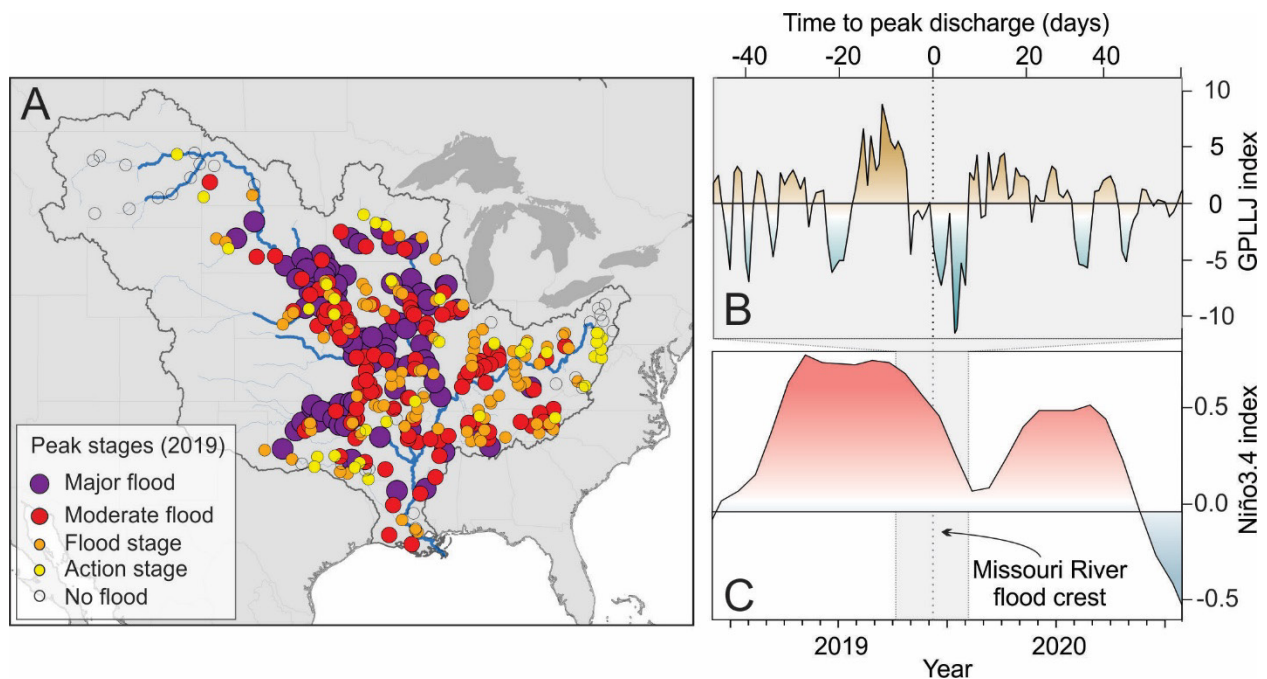 A
Peak stages (2019)
Major flood
Moderate flood
Flood stage
Action stage
No flood
Time to peak discharge (days)
-40 -20 0 20 40
10
5
0
-5
-10
GPLLJ index
B
0.5
0.0
-0.5
Niño3.4 index
Missouri River
flood crest
C
2019 2020
Year